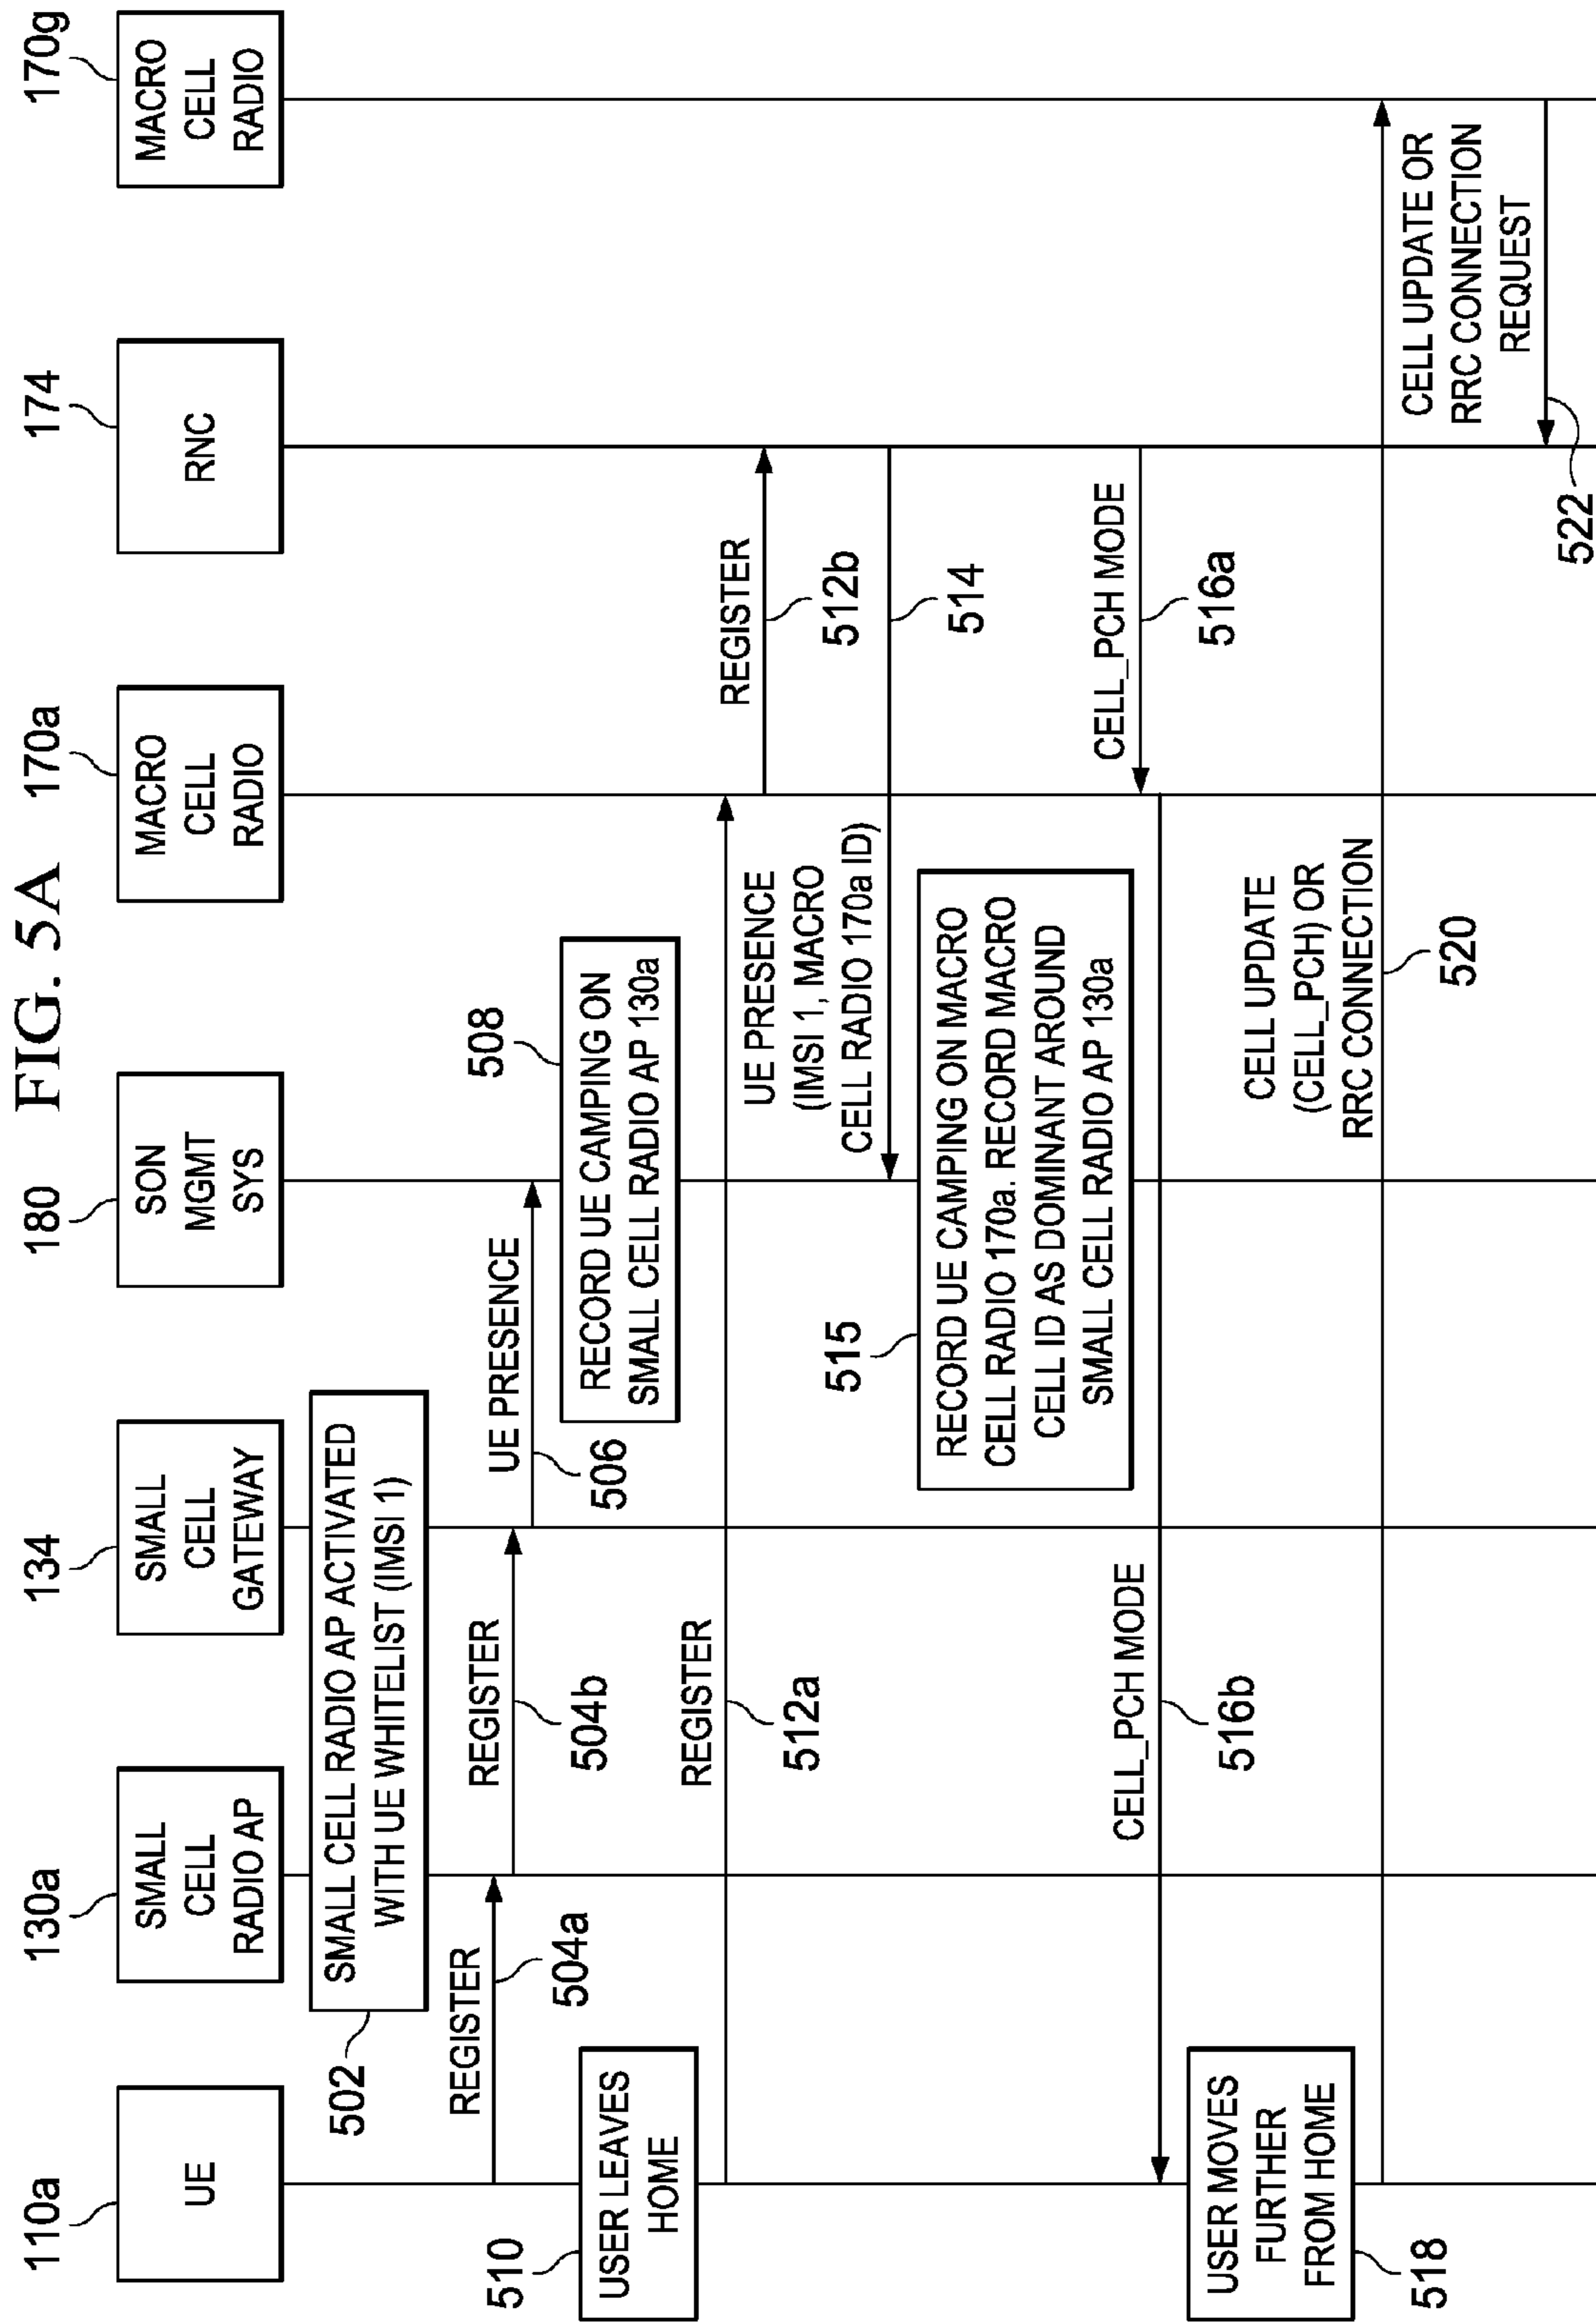 FIG. 5A
110a
UE
130a
SMALL
CELL
RADIO AP
134
SMALL
CELL
GATEWAY
180
SON
MGMT
SYS
170a
MACRO
CELL
RADIO
174
RNC
170g
MACRO
CELL
RADIO
502
SMALL CELL RADIO AP ACTIVATED
WITH UE WHITELIST (IMSI 1)
REGISTER
504a
REGISTER
504b
UE PRESENCE
506
508
RECORD UE CAMPING ON
SMALL CELL RADIO AP 130a
510
USER LEAVES
HOME
REGISTER
512a
REGISTER
512b
UE PRESENCE
(IMSI 1, MACRO
CELL RADIO 170a ID)
514
515
RECORD UE CAMPING ON MACRO
CELL RADIO 170a. RECORD MACRO
CELL ID AS DOMINANT AROUND
SMALL CELL RADIO AP 130a
CELL_PCH MODE
516a
CELL_PCH MODE
516b
USER MOVES
FURTHER
FROM HOME
518
CELL UPDATE
(CELL_PCH) OR
RRC CONNECTION
520
CELL UPDATE OR
RRC CONNECTION
REQUEST
522